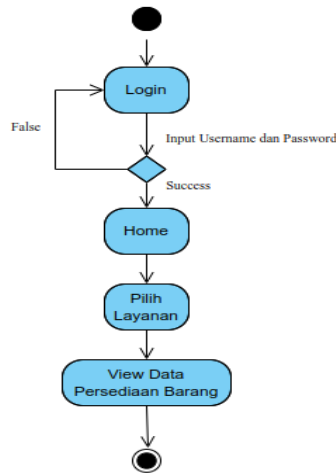 Login
False
Input Username dan Password
Success
Home
Pilih
Layanan
View Data
Persediaan Barang